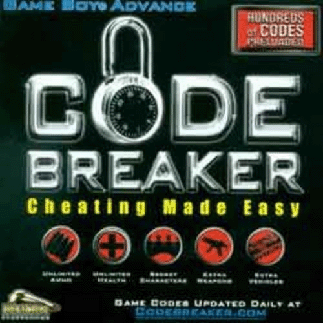 GAME BOY® ADVANCE
HUNDREDS
of CODES
PRELOADED
CODE
BREAKER
Cheating Made Easy
UNLIMITED
AMMO
UNLIMITED
HEALTH
SECRET
CHARACTERS
EXTRA
WEAPONS
EXTRA
VEHICLES
GAME CODES UPDATED DAILY AT
CODEBREAKER.COM